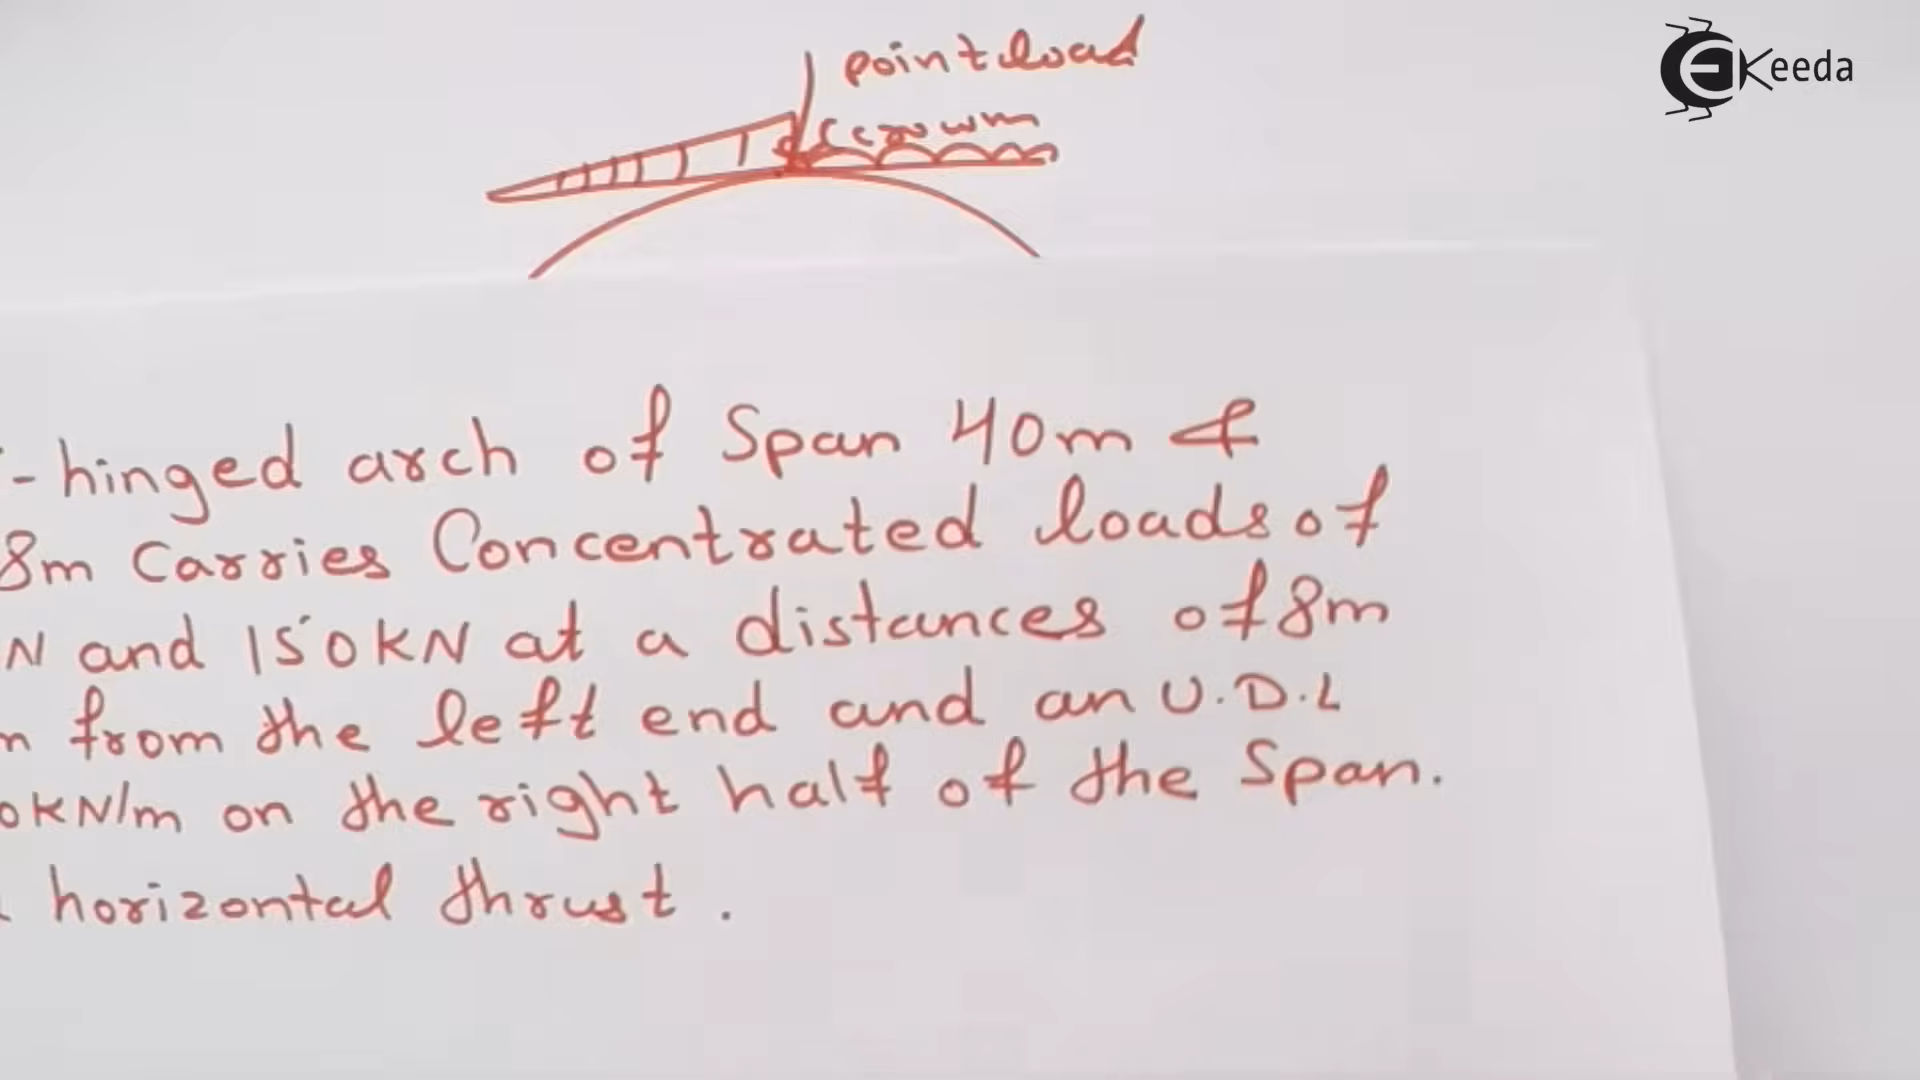 point load
crown
EKeeda
- hinged arch of Span 40m &
8m Carries Concentrated loads of
N and 150KN at a distances of 8m
from the left end and an U.D.L
0KN/m on the right half of the Span.
horizontal thrust.